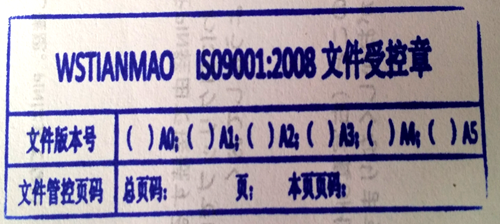 WSTIANMAO ISO9001:2008 文件受控章
文件版本号 ( )A0; ( )A1; ( )A2; ( )A3; ( )A4; ( )A5
文件管控页码 总页码: 页; 本页页码: